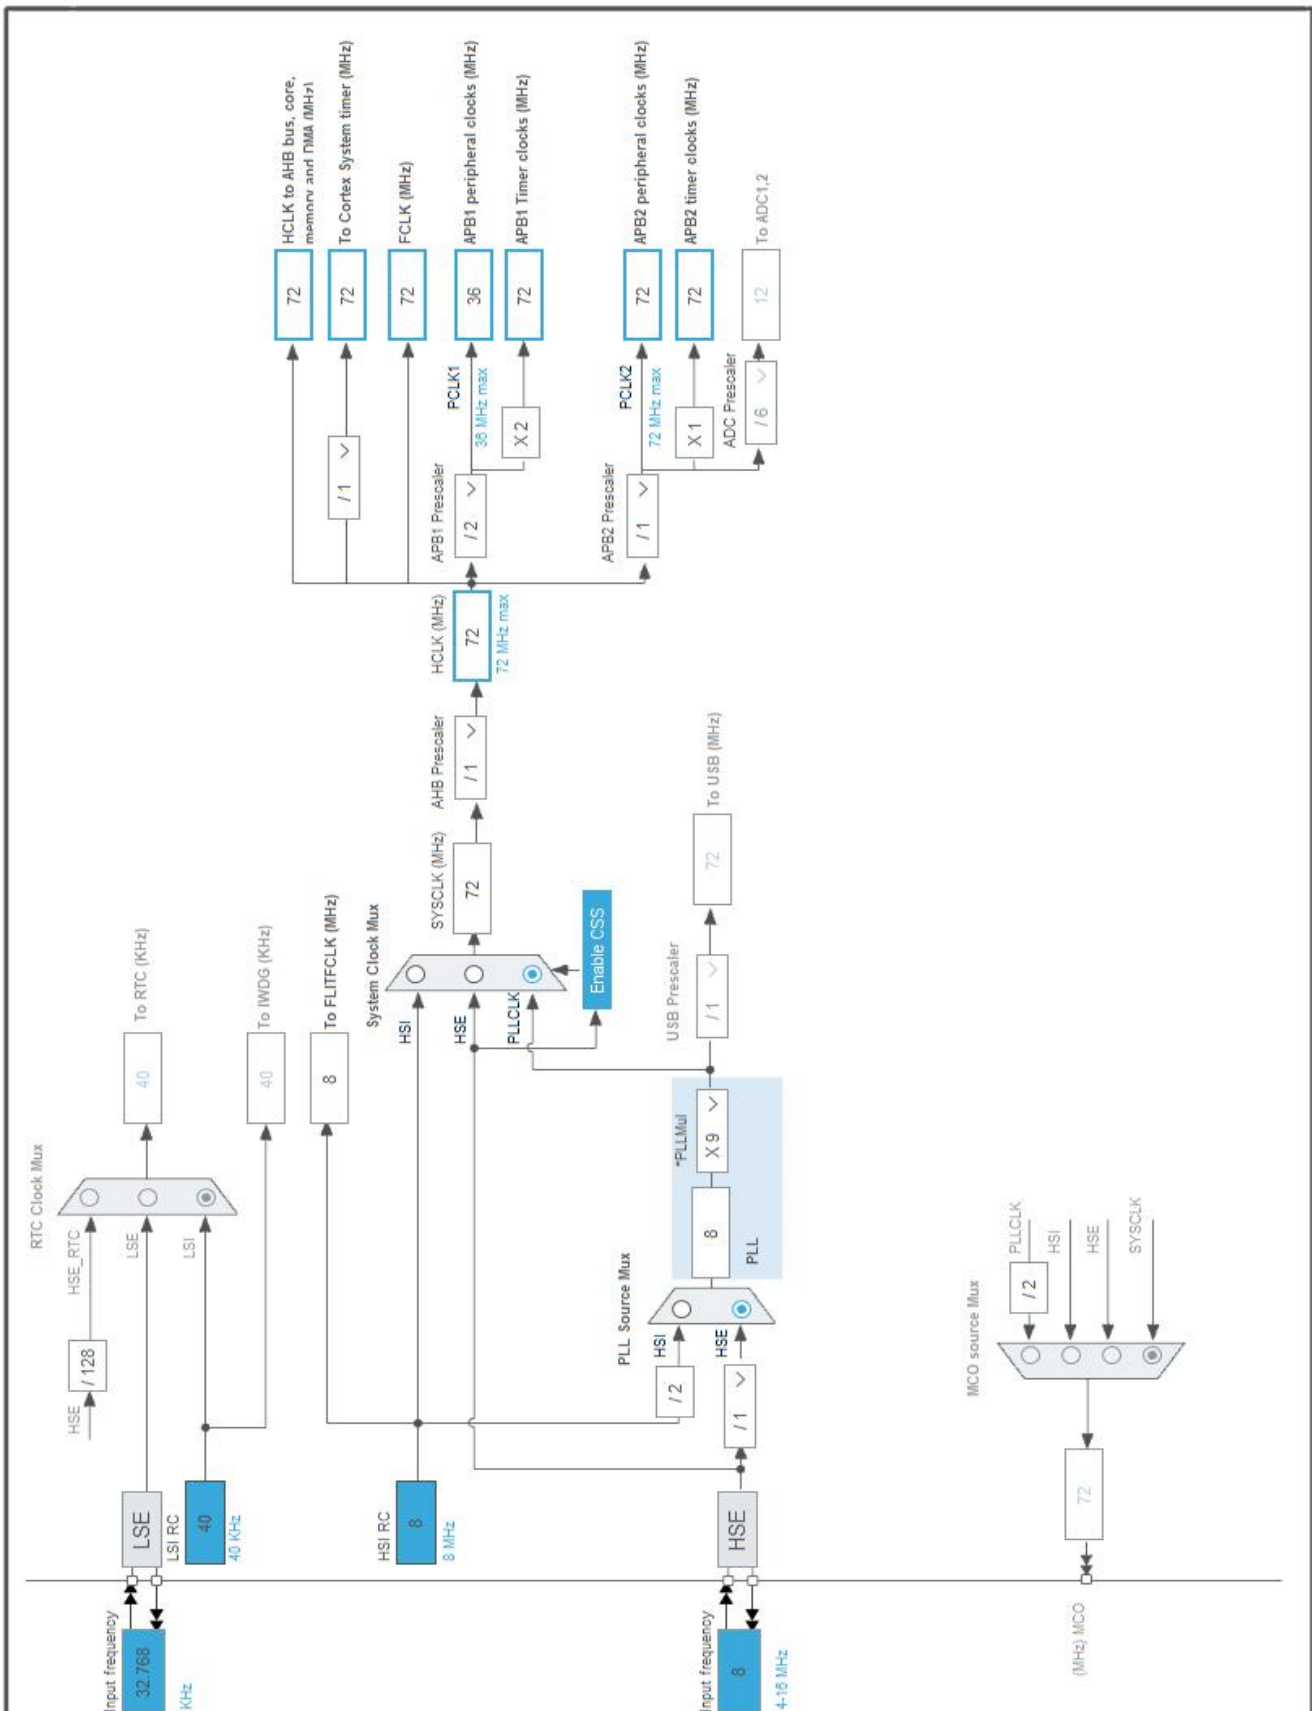 RTC Clock Mux
HSE
/ 128
HSE_RTC
LSE
LSI
40
To RTC (KHz)
Input frequency
32.768
KHz
LSE
LSI RC
40
40 KHz
40
To IWDG (KHz)
8
To FLITFCLK (MHz)
HSI RC
8
8 MHz
System Clock Mux
HSI
HSE
PLLCLK
Enable CSS
SYSCLK (MHz)
72
AHB Prescaler
/ 1
HCLK (MHz)
72
72 MHz max
72
HCLK to AHB bus, core,
memory and DMA (MHz)
/ 1
72
To Cortex System timer (MHz)
72
FCLK (MHz)
APB1 Prescaler
/ 2
PCLK1
36 MHz max
36
APB1 peripheral clocks (MHz)
X 2
72
APB1 Timer clocks (MHz)
APB2 Prescaler
/ 1
PCLK2
72 MHz max
72
APB2 peripheral clocks (MHz)
X 1
72
APB2 timer clocks (MHz)
ADC Prescaler
/ 6
12
To ADC1,2
PLL Source Mux
HSI
/ 2
HSE
/ 1
Input frequency
8
4-16 MHz
HSE
8
*PLLMul
X 9
PLL
USB Prescaler
/ 1
72
To USB (MHz)
MCO source Mux
PLLCLK
/ 2
HSI
HSE
SYSCLK
72
(MHz) MCO